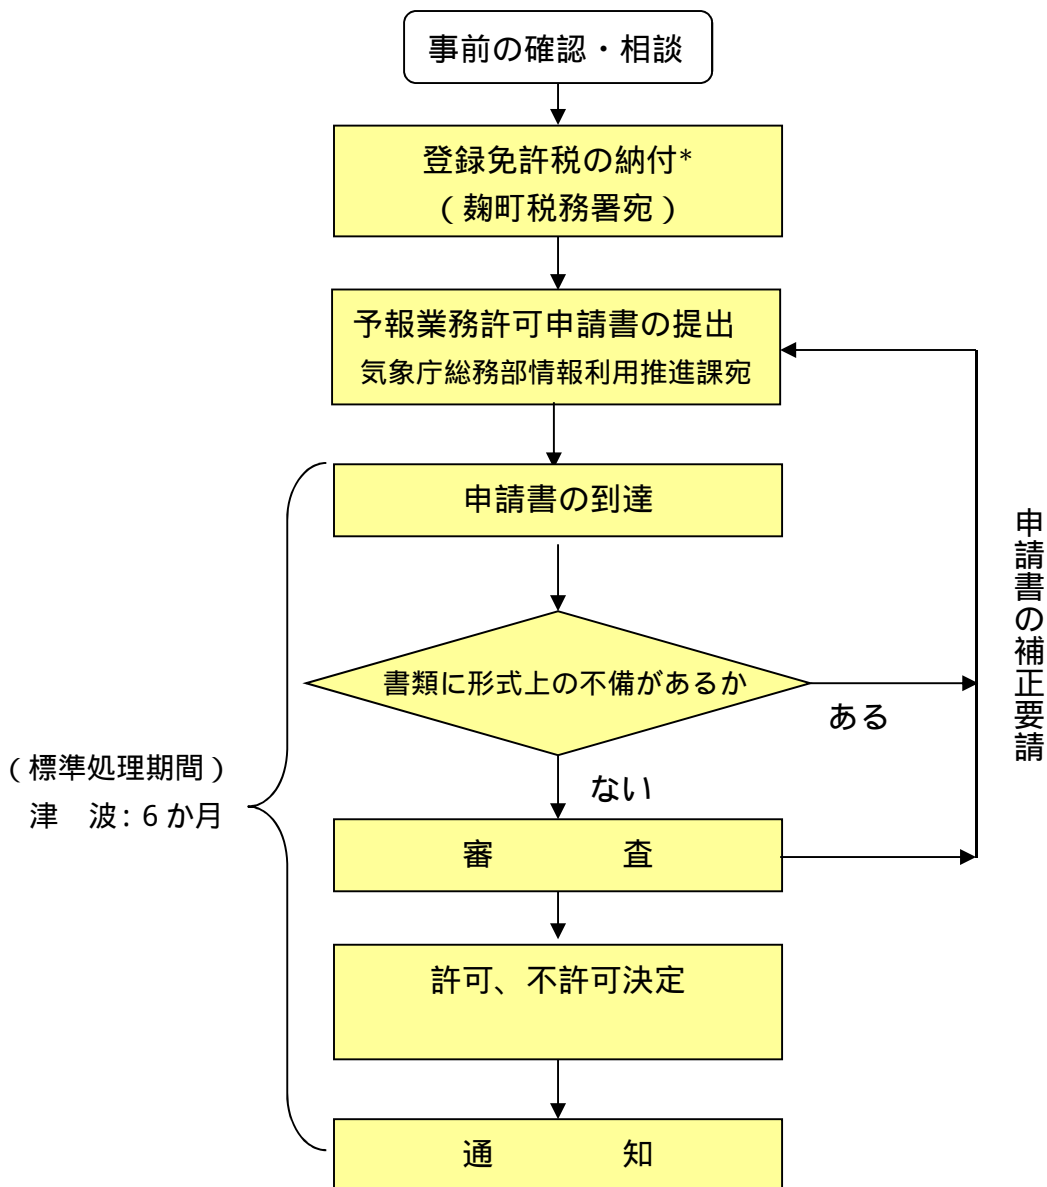 事前の確認・相談
登録免許税の納付*
(麹町税務署宛)
予報業務許可申請書の提出
気象庁総務部情報利用推進課宛
申請書の到達
書類に形式上の不備があるか
ある
申請書の補正要請
(標準処理期間)
津　波:6か月
ない
審　　　　査
許可、不許可決定
通　　　　知